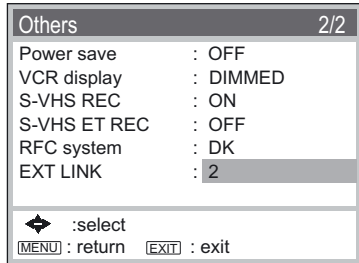 Others 2/2
Power save : OFF
VCR display : DIMMED
S-VHS REC : ON
S-VHS ET REC : OFF
RFC system : DK
EXT LINK : 2
:select
MENU : return EXIT : exit